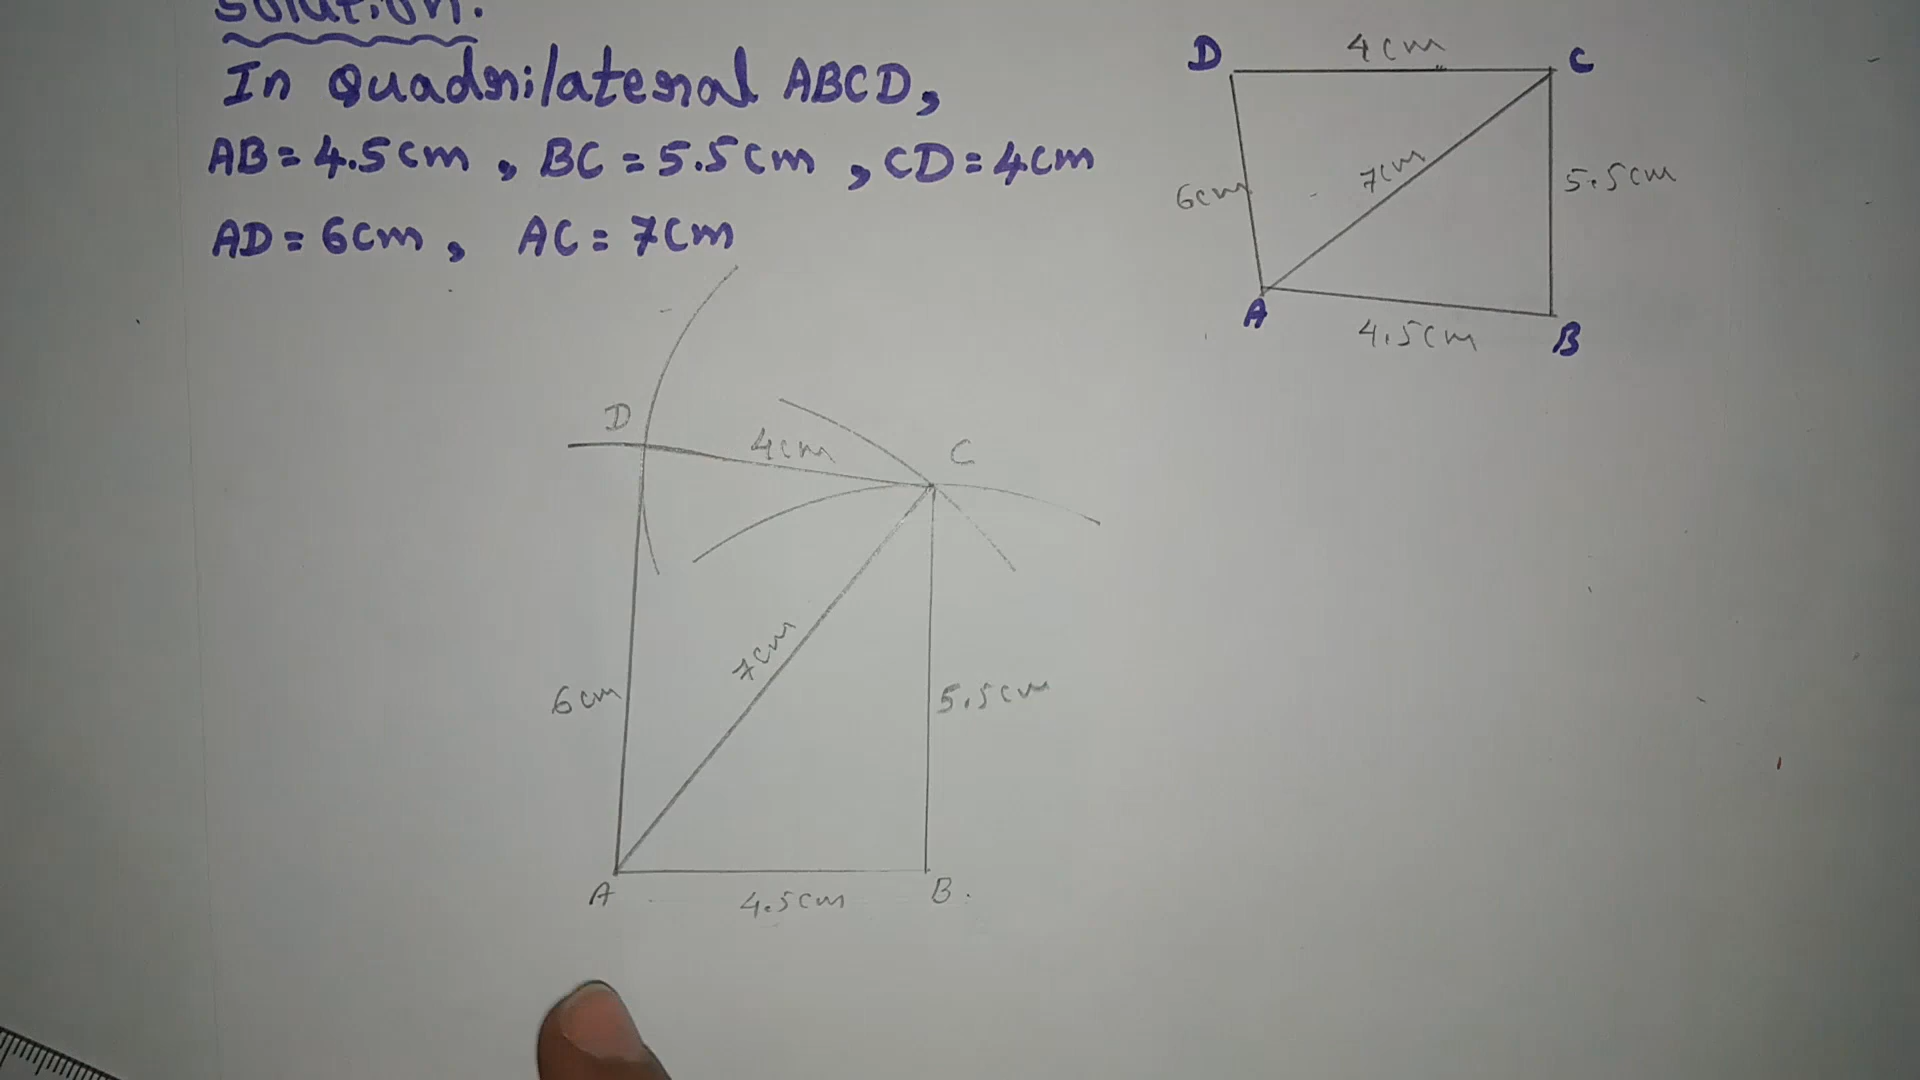 Solution:
In Quadrilateral ABCD,
AB = 4.5cm, BC = 5.5cm, CD = 4cm
AD = 6cm, AC = 7cm
D 4cm C
6cm 7cm 5.5cm
A 4.5cm B
D 4cm C
6cm 7cm 5.5cm
A 4.5cm B.